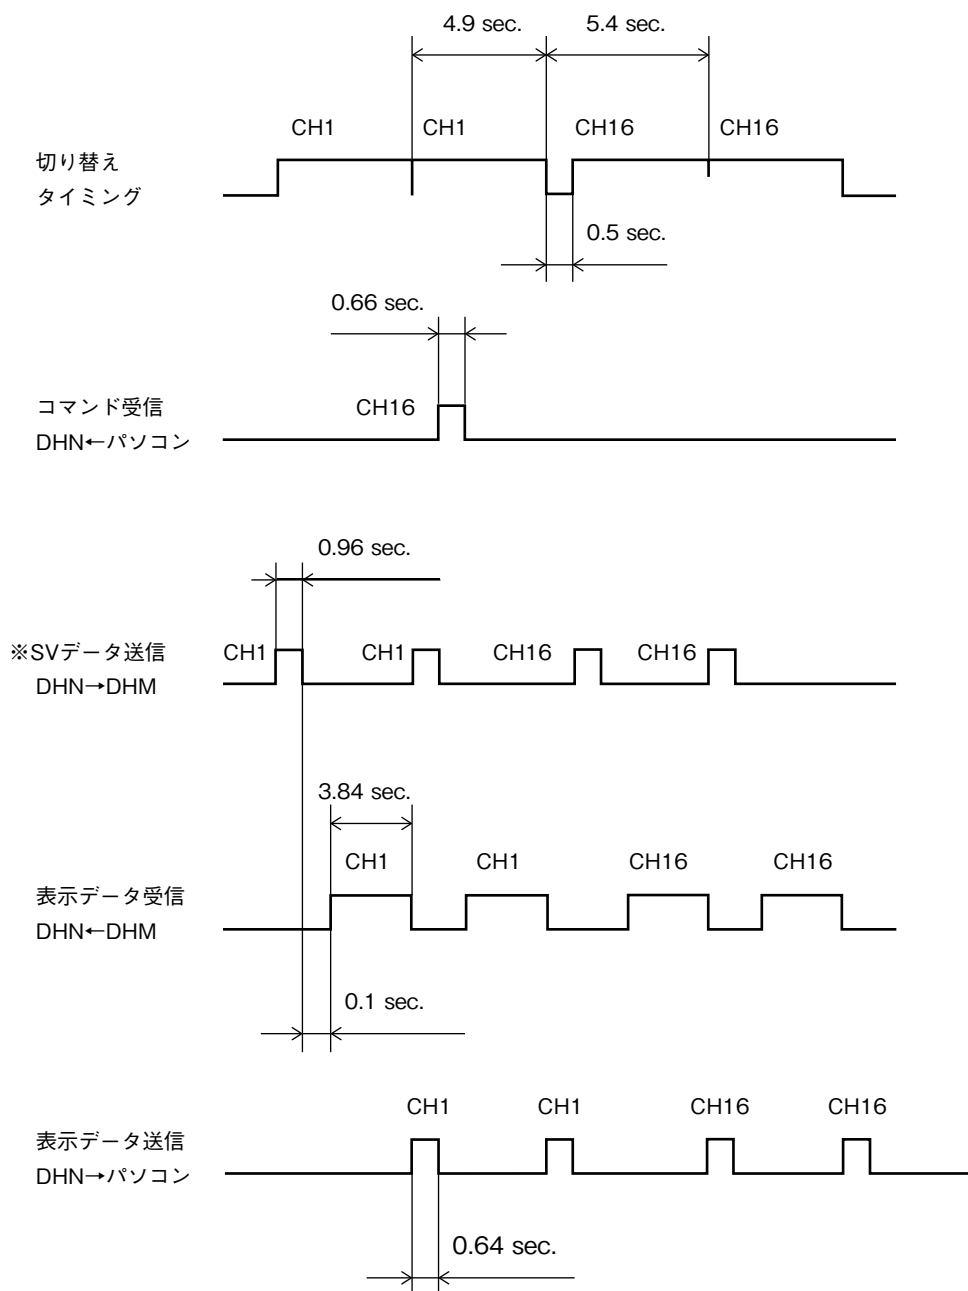 4.9 sec. 5.4 sec.
CH1 CH1 CH16 CH16
切り替え
タイミング
0.5 sec.
0.66 sec.
コマンド受信 CH16
DHN←パソコン
0.96 sec.
※SVデータ送信 CH1 CH1 CH16 CH16
DHN→DHM
3.84 sec.
CH1 CH1 CH16 CH16
表示データ受信
DHN←DHM
0.1 sec.
CH1 CH1 CH16 CH16
表示データ送信
DHN→パソコン
0.64 sec.